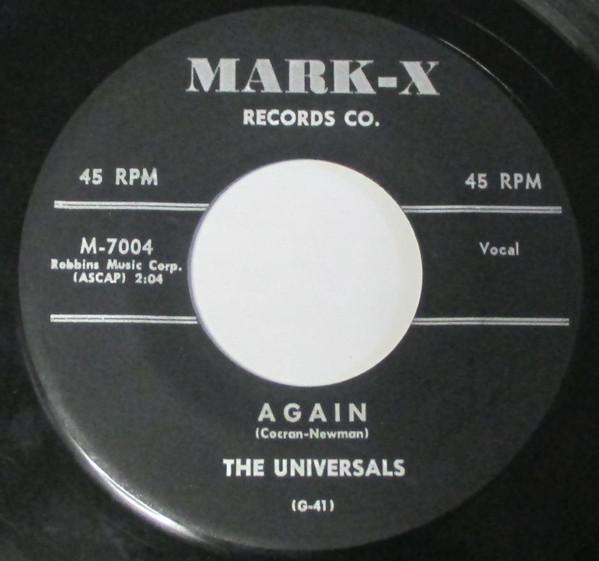 MARK-X
RECORDS CO.
45 RPM
45 RPM
M-7004
Robbins Music Corp.
(ASCAP) 2:04
Vocal
AGAIN
(Cocran-Newman)
THE UNIVERSALS
(G-41)